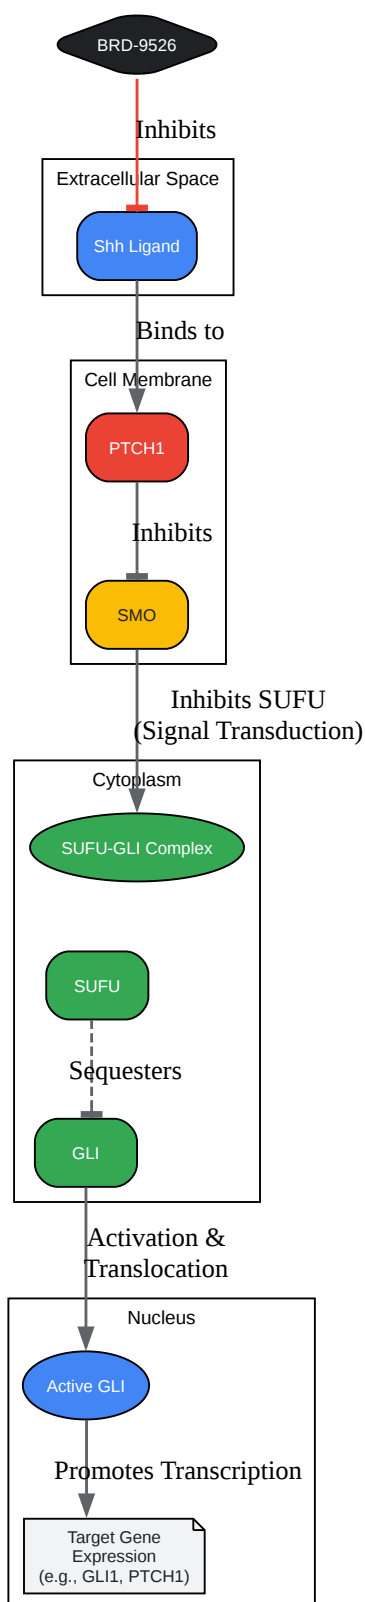 BRD-9526
Inhibits
Extracellular Space
Shh Ligand
Binds to
Cell Membrane
PTCH1
Inhibits
SMO
Inhibits SUFU
(Signal Transduction)
Cytoplasm
SUFU-GLI Complex
SUFU
Sequesters
GLI
Activation &
Translocation
Nucleus
Active GLI
Promotes Transcription
Target Gene
Expression
(e.g., GLI1, PTCH1)